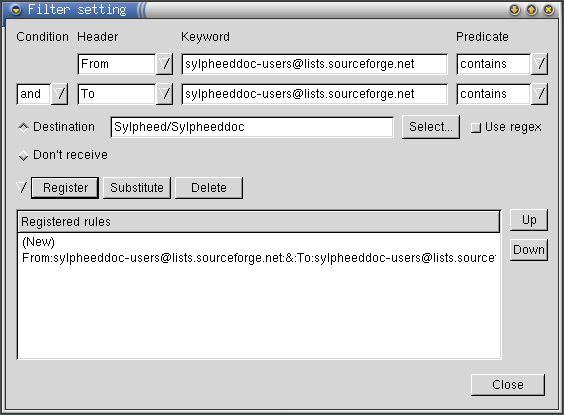 Filter setting
Condition Header Keyword Predicate
From sylpheeddoc-users@lists.sourceforge.net contains
and To sylpheeddoc-users@lists.sourceforge.net contains
Destination Sylpheed/Sylpheeddoc Select... Use regex
Don't receive
Register Substitute Delete
Registered rules Up
(New)
From:sylpheeddoc-users@lists.sourceforge.net:&:To:sylpheeddoc-users@lists.source Down
Close